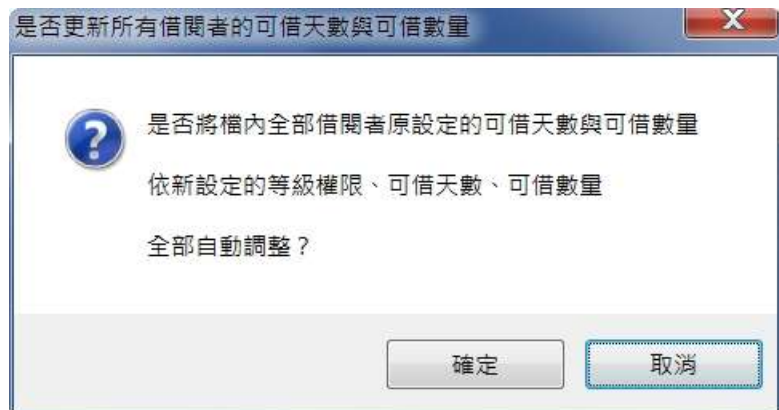 是否更新所有借閱者的可借天數與可借數量
X
是否將檔內全部借閱者原設定的可借天數與可借數量
依新設定的等級權限、可借天數、可借數量
全部自動調整？
確定
取消